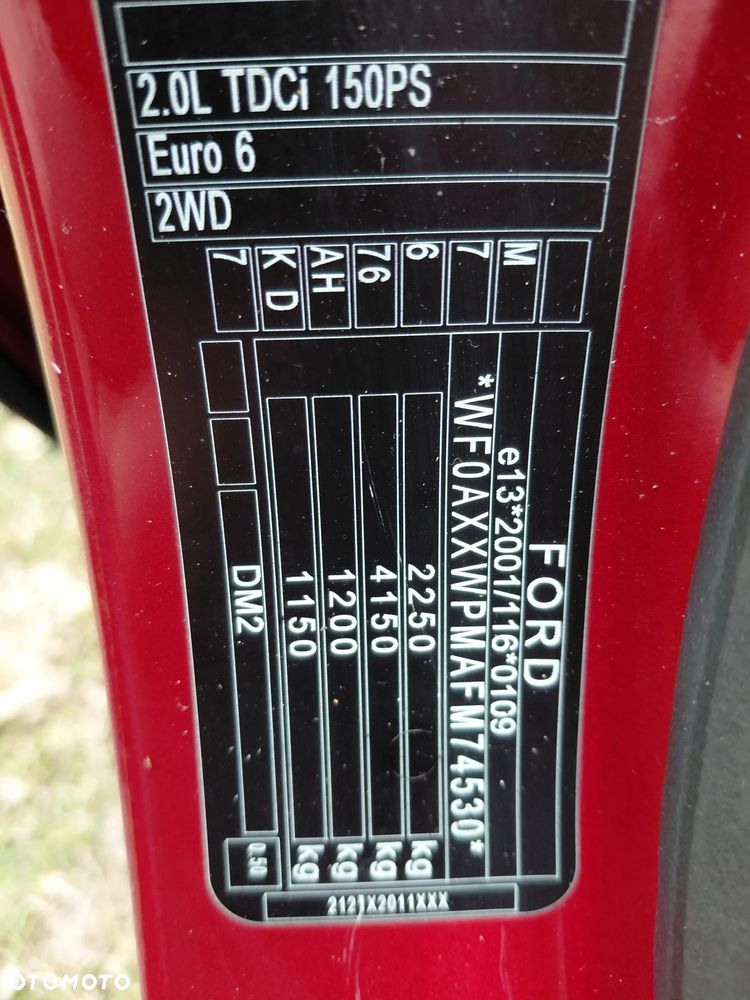 2.0L TDCi 150PS
Euro 6
2WD
M
7
6
76
AH
K D
7
FORD
e13*2001/116*0109
*WF0AXXWPMAFM74530*
2250 kg
4150 kg
1200 kg
1150 kg
DM2
0.50
2121X2011XXX
OTOMOTO